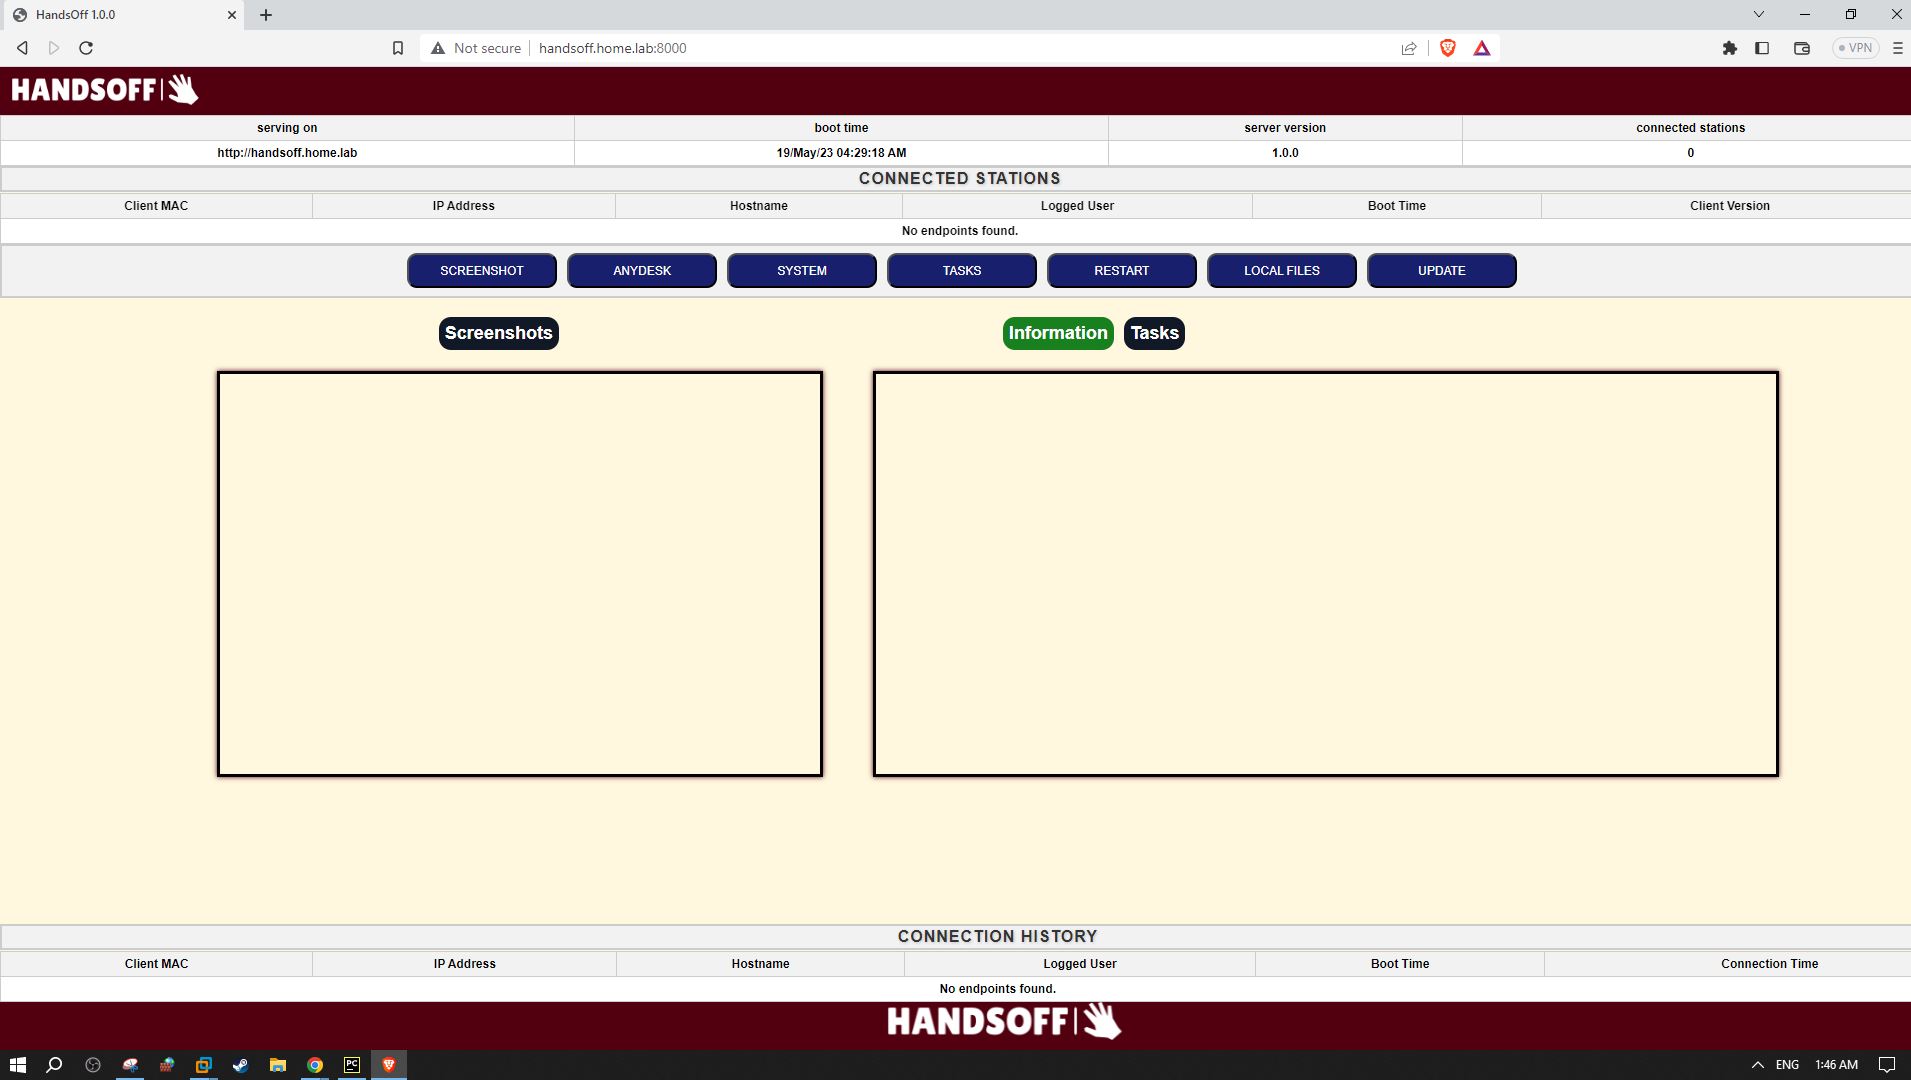 HandsOff 1.0.0
Not secure handsoff.home.lab:8000
VPN
HANDSOFF
serving on boot time server version connected stations
http://handsoff.home.lab 19/May/23 04:29:18 AM 1.0.0 0
CONNECTED STATIONS
Client MAC IP Address Hostname Logged User Boot Time Client Version
No endpoints found.
SCREENSHOT ANYDESK SYSTEM TASKS RESTART LOCAL FILES UPDATE
Screenshots Information Tasks
CONNECTION HISTORY
Client MAC IP Address Hostname Logged User Boot Time Connection Time
No endpoints found.
HANDSOFF
PC ENG 1:46 AM